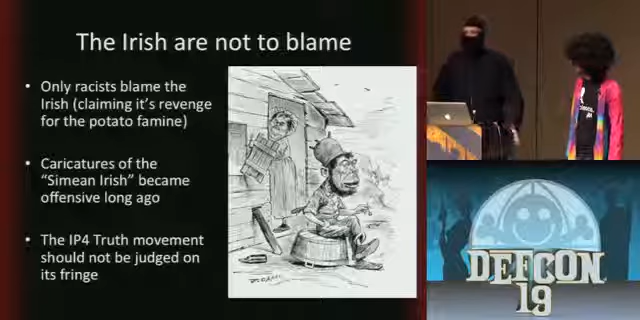 The Irish are not to blame
• Only racists blame the
Irish (claiming it's revenge
for the potato famine)
• Caricatures of the
"Simean Irish" became
offensive long ago
• The IP4 Truth movement
should not be judged on
its fringe
DEFCON
19